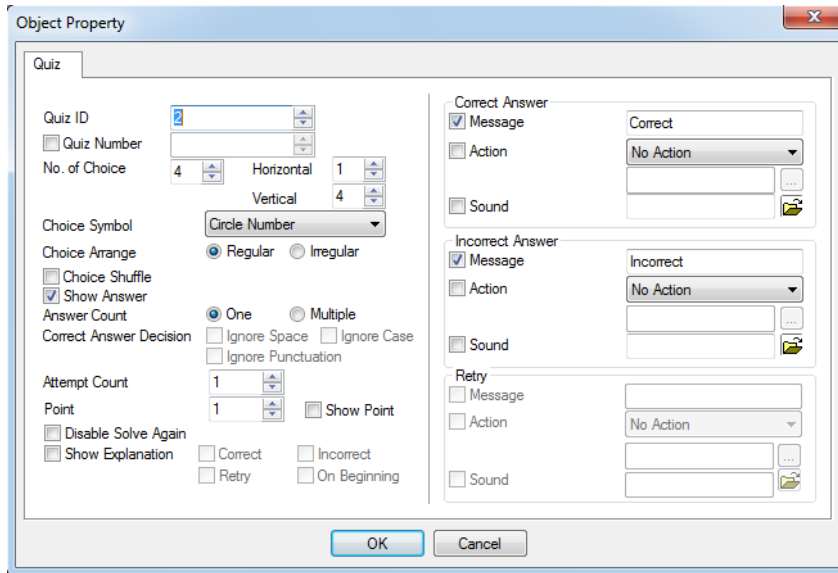 Object Property
Quiz
Quiz ID 2
Quiz Number
No. of Choice 4 Horizontal 1
Vertical 4
Choice Symbol Circle Number
Choice Arrange Regular Irregular
Choice Shuffle
Show Answer
Answer Count One Multiple
Correct Answer Decision Ignore Space Ignore Case
Ignore Punctuation
Attempt Count 1
Point 1 Show Point
Disable Solve Again
Show Explanation Correct Incorrect
Retry On Beginning
Correct Answer
Message Correct
Action No Action
...
Sound
Incorrect Answer
Message Incorrect
Action No Action
...
Sound
Retry
Message
Action No Action
...
Sound
OK Cancel